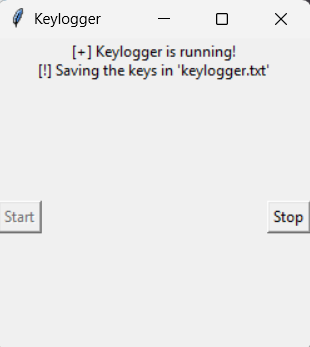 Keylogger
[+] Keylogger is running!
[!] Saving the keys in 'keylogger.txt'
Start
Stop